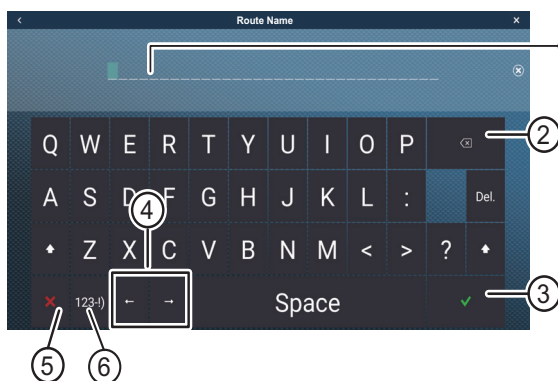 Route Name
Q W E R T Y U I O P
2
A S D F G H J K L : Del.
4
Z X C V B N M < > ?
123-!) ← → Space
3
5 6